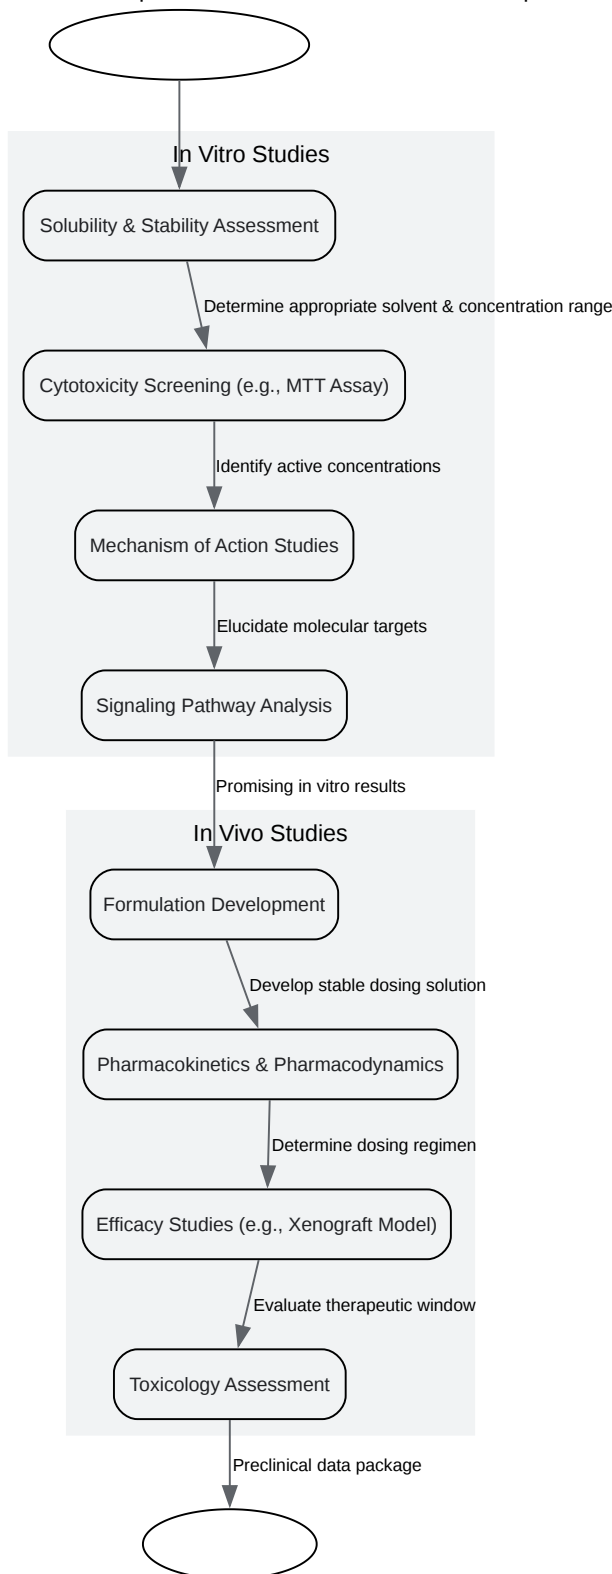 In Vitro Studies
Solubility & Stability Assessment
Determine appropriate solvent & concentration range
Cytotoxicity Screening (e.g., MTT Assay)
Identify active concentrations
Mechanism of Action Studies
Elucidate molecular targets
Signaling Pathway Analysis
Promising in vitro results
In Vivo Studies
Formulation Development
Develop stable dosing solution
Pharmacokinetics & Pharmacodynamics
Determine dosing regimen
Efficacy Studies (e.g., Xenograft Model)
Evaluate therapeutic window
Toxicology Assessment
Preclinical data package